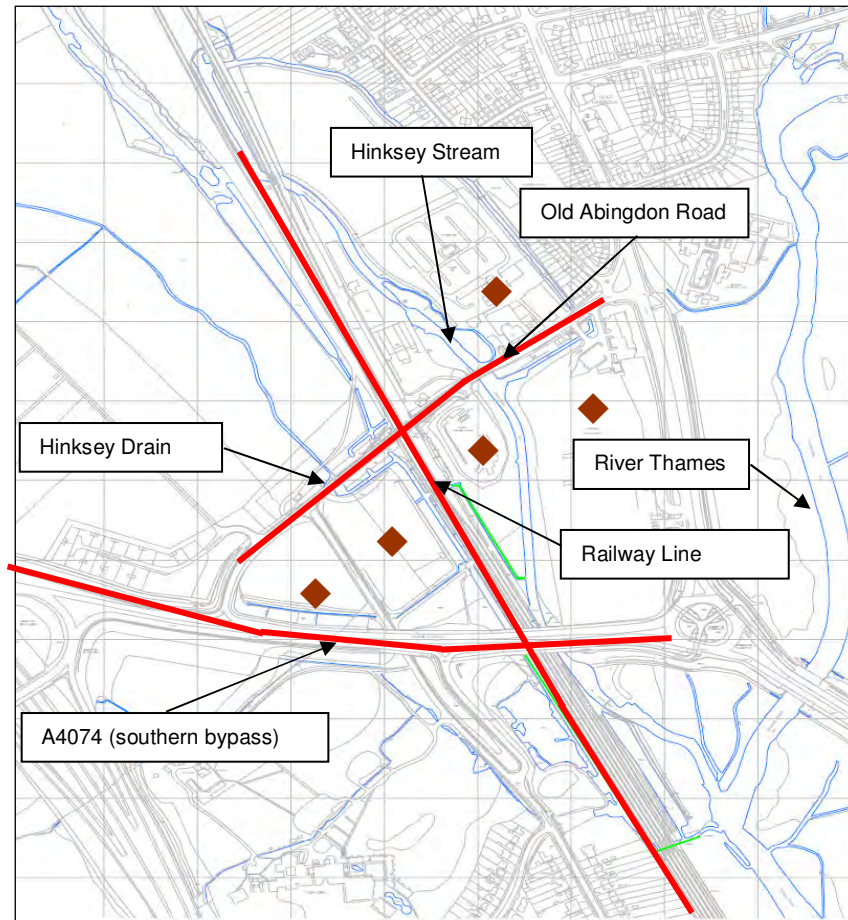 Hinksey Stream
Old Abingdon Road
Hinksey Drain
River Thames
Railway Line
A4074 (southern bypass)